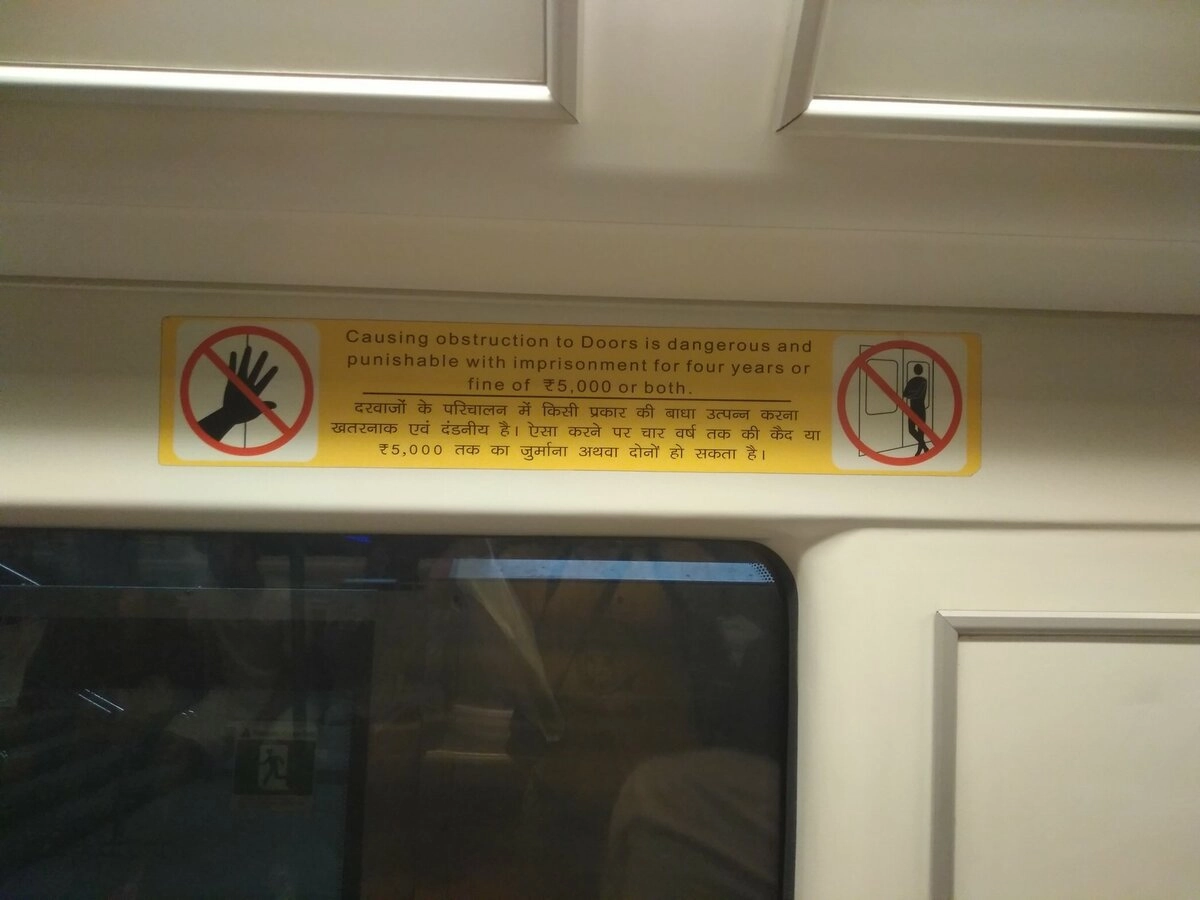 Causing obstruction to Doors is dangerous and
punishable with imprisonment for four years or
fine of ₹5,000 or both.
दरवाजों के परिचालन में किसी प्रकार की बाधा उत्पन्न करना
खतरनाक एवं दंडनीय है। ऐसा करने पर चार वर्ष तक की कैद या
₹5,000 तक का जुर्माना अथवा दोनों हो सकता है।